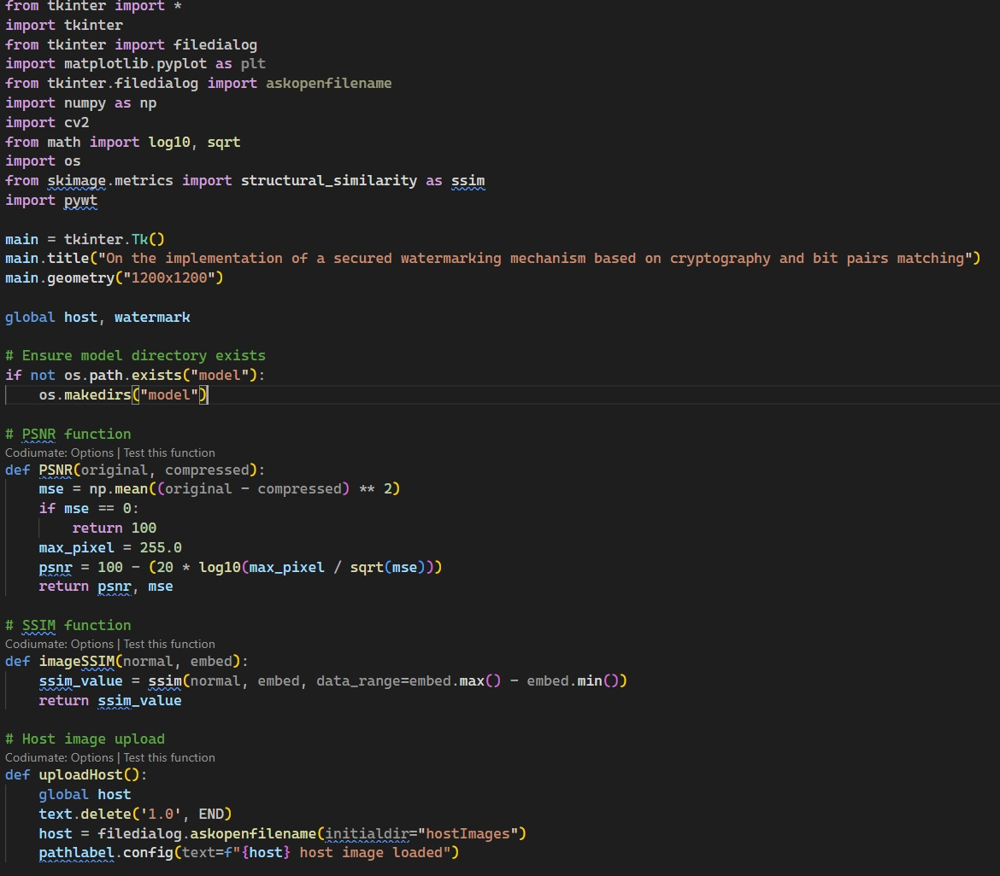 from tkinter import *
import tkinter
from tkinter import filedialog
import matplotlib.pyplot as plt
from tkinter.filedialog import askopenfilename
import numpy as np
import cv2
from math import log10, sqrt
import os
from skimage.metrics import structural_similarity as ssim
import pywt

main = tkinter.Tk()
main.title("On the implementation of a secured watermarking mechanism based on cryptography and bit pairs matching")
main.geometry("1200x1200")

global host, watermark

# Ensure model directory exists
if not os.path.exists("model"):
    os.makedirs("model")

# PSNR function
Codiumate: Options | Test this function
def PSNR(original, compressed):
    mse = np.mean((original - compressed) ** 2)
    if mse == 0:
        return 100
    max_pixel = 255.0
    psnr = 100 - (20 * log10(max_pixel / sqrt(mse)))
    return psnr, mse

# SSIM function
Codiumate: Options | Test this function
def imageSSIM(normal, embed):
    ssim_value = ssim(normal, embed, data_range=embed.max() - embed.min())
    return ssim_value

# Host image upload
Codiumate: Options | Test this function
def uploadHost():
    global host
    text.delete('1.0', END)
    host = filedialog.askopenfilename(initialdir="hostImages")
    pathlabel.config(text=f"{host} host image loaded")